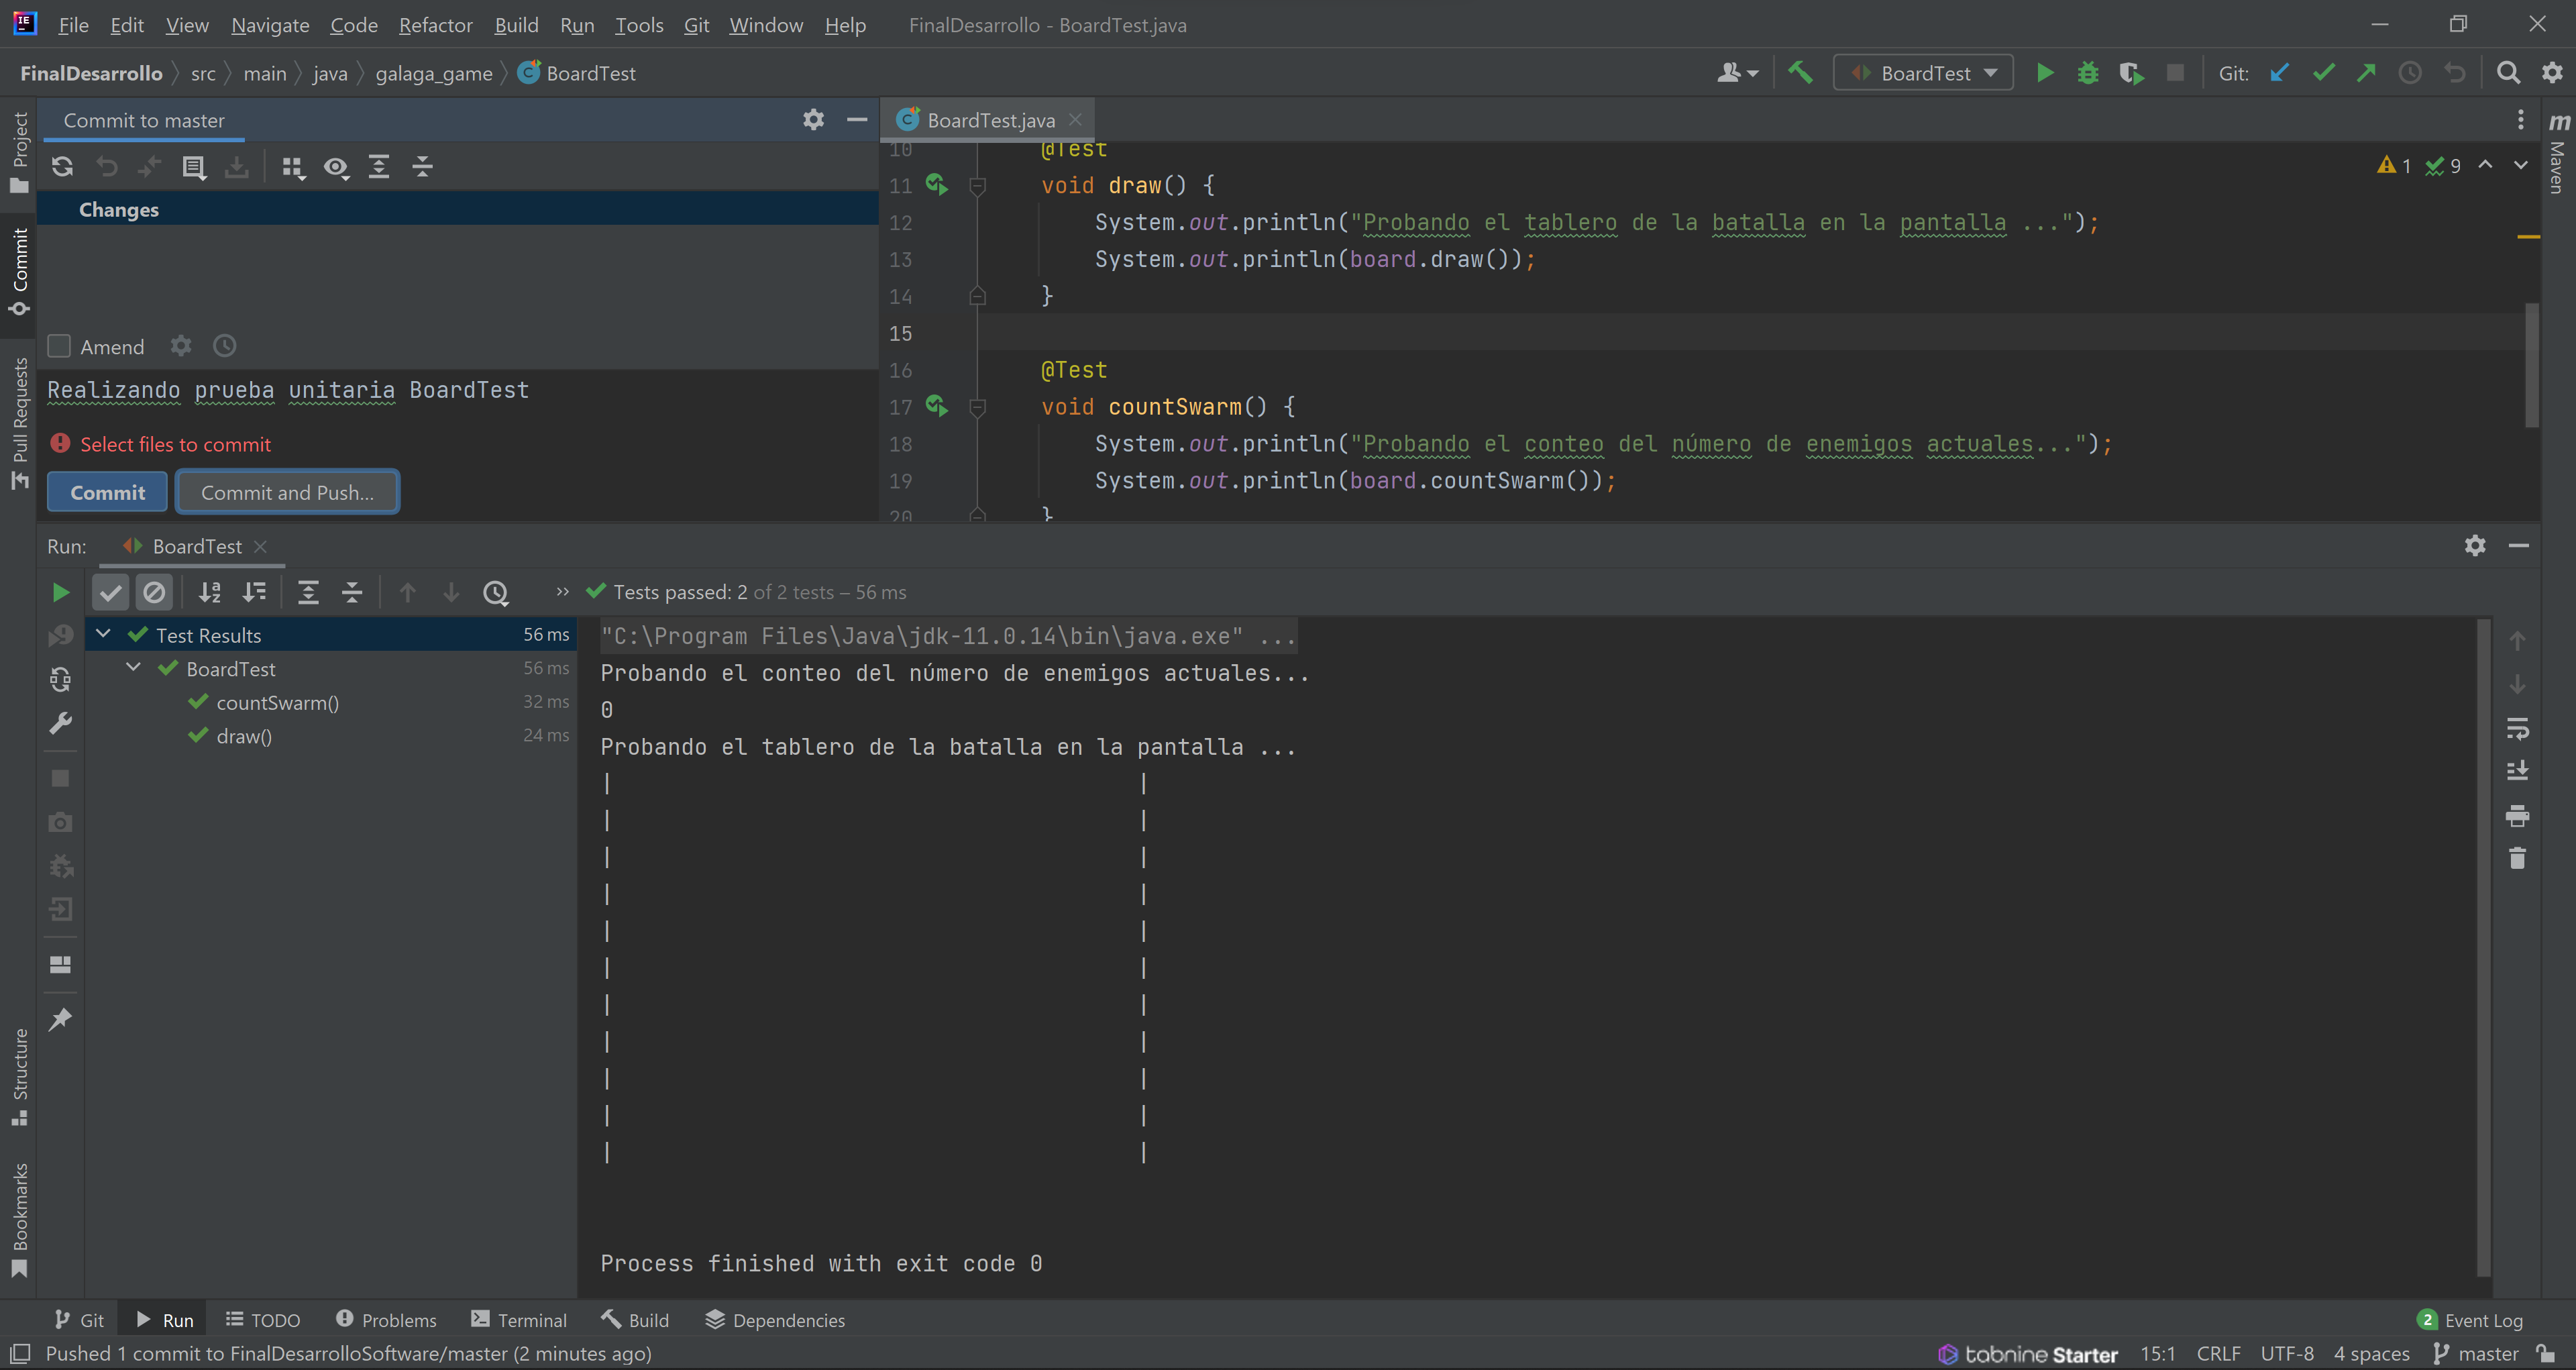 File Edit View Navigate Code Refactor Build Run Tools Git Window Help FinalDesarrollo - BoardTest.java
FinalDesarrollo src main java galaga_game BoardTest
BoardTest
Git:
Commit to master
Changes
Amend
Realizando prueba unitaria BoardTest
Select files to commit
Commit Commit and Push...
Project
Commit
Pull Requests
Structure
Bookmarks
BoardTest.java
1 9
Maven
10 @Test
11 void draw() {
12 System.out.println("Probando el tablero de la batalla en la pantalla ...");
13 System.out.println(board.draw());
14 }
15
16 @Test
17 void countSwarm() {
18 System.out.println("Probando el conteo del número de enemigos actuales...");
19 System.out.println(board.countSwarm());
20 }
Run: BoardTest
Tests passed: 2 of 2 tests – 56 ms
Test Results 56 ms
BoardTest 56 ms
countSwarm() 32 ms
draw() 24 ms
"C:\Program Files\Java\jdk-11.0.14\bin\java.exe" ...
Probando el conteo del número de enemigos actuales...
0
Probando el tablero de la batalla en la pantalla ...
| |
| |
| |
| |
| |
| |
| |
| |
| |
| |
| |
Process finished with exit code 0
Git Run TODO Problems Terminal Build Dependencies
2 Event Log
Pushed 1 commit to FinalDesarrolloSoftware/master (2 minutes ago)
tabnine Starter 15:1 CRLF UTF-8 4 spaces master